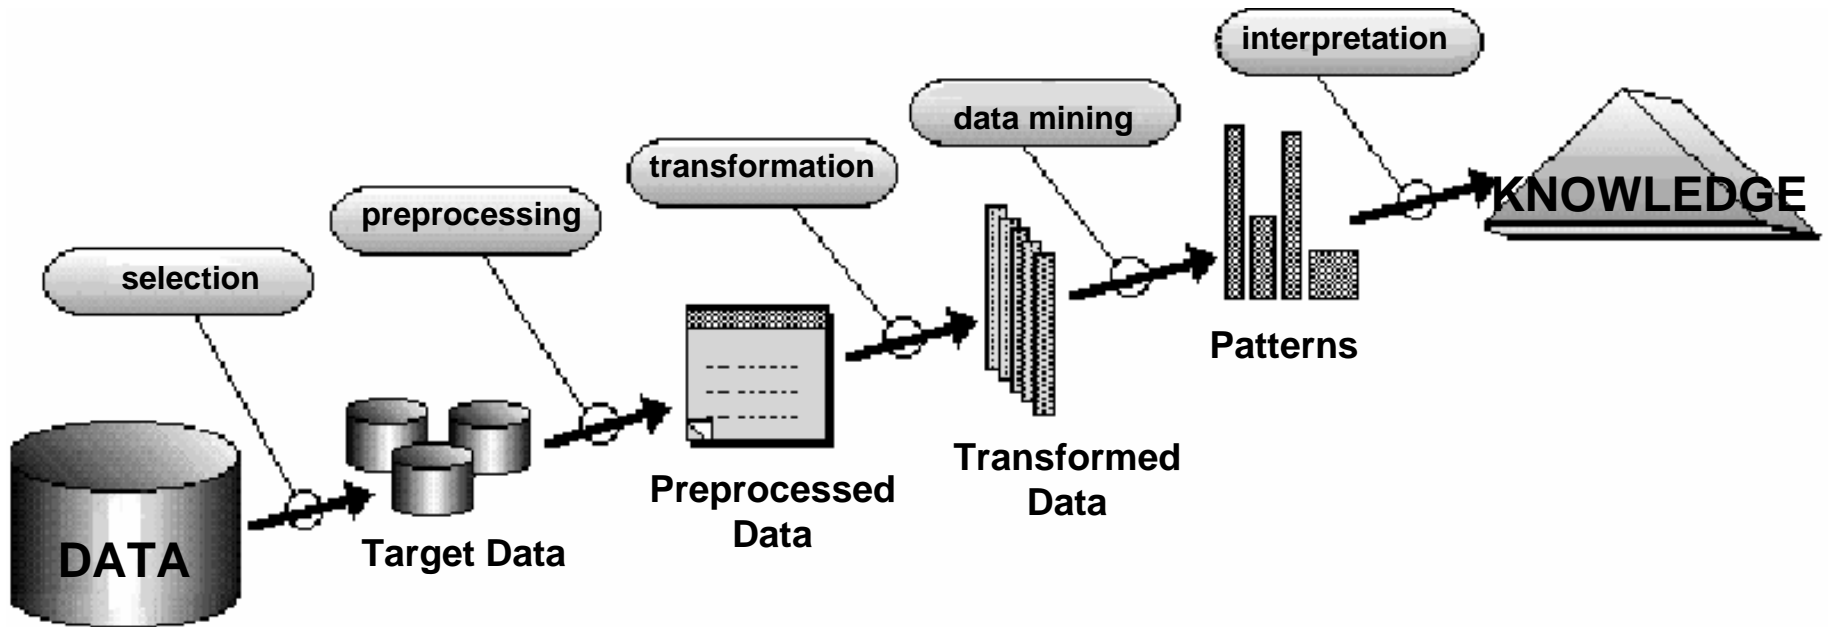 interpretation
data mining
transformation
preprocessing
selection
KNOWLEDGE
Patterns
Transformed
Data
Preprocessed
Data
Target Data
DATA